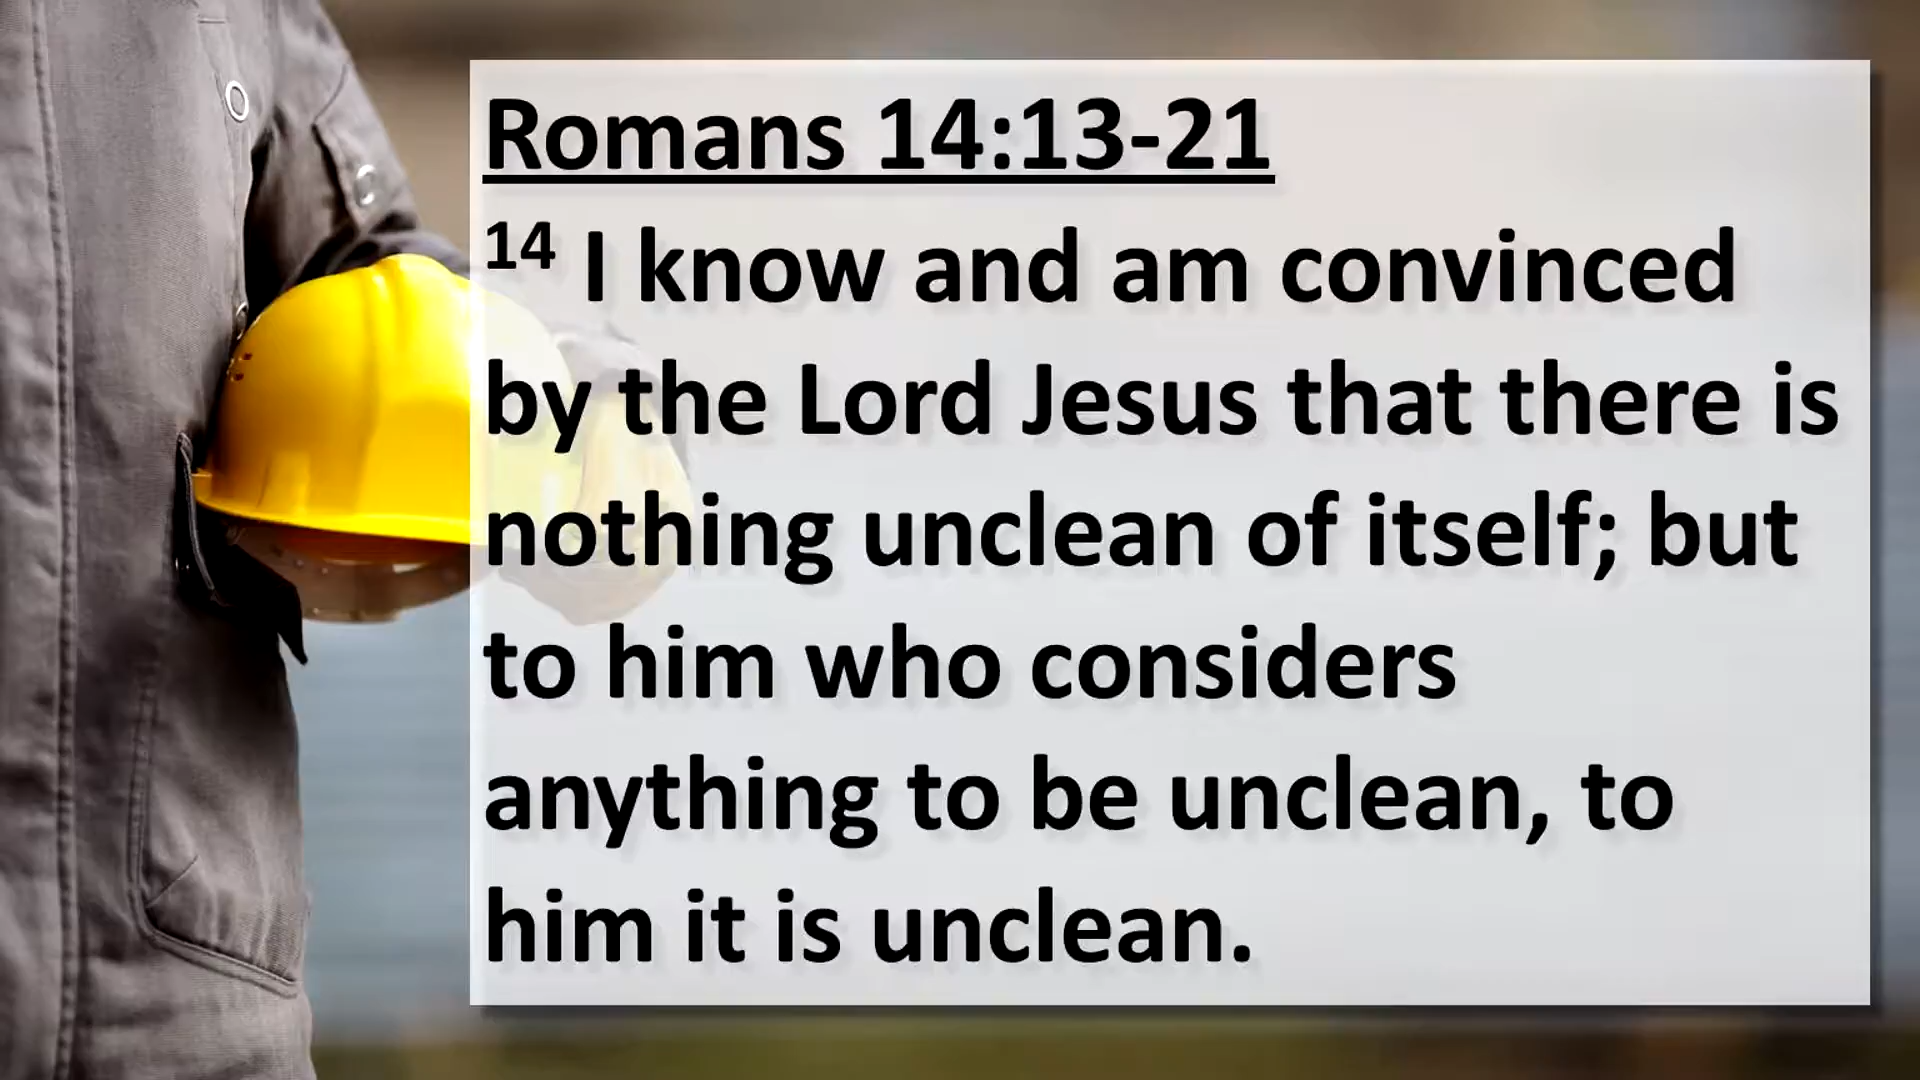 Romans 14:13-21
14 I know and am convinced
by the Lord Jesus that there is
nothing unclean of itself; but
to him who considers
anything to be unclean, to
him it is unclean.